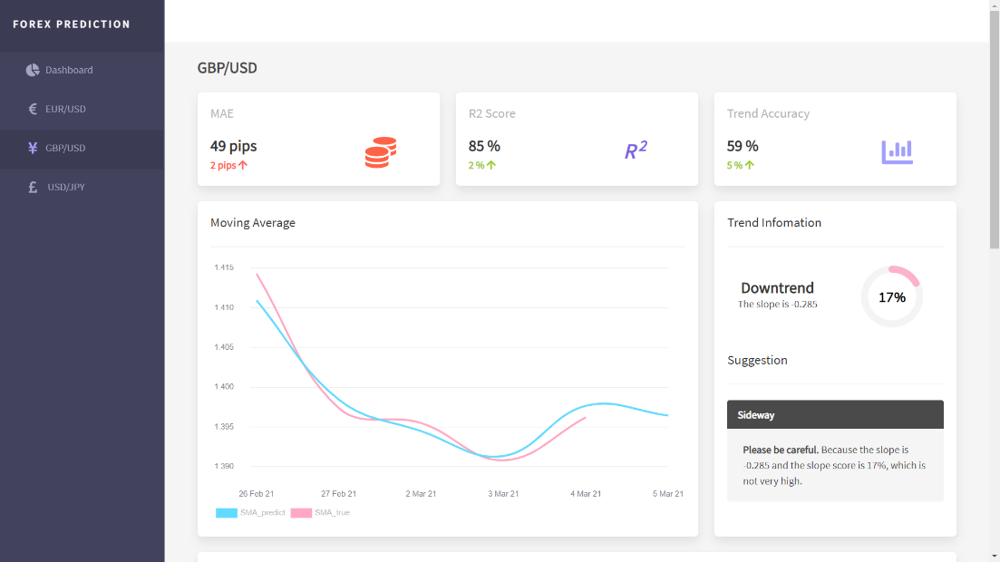 FOREX PREDICTION
Dashboard
€ EUR/USD
¥ GBP/USD
£ USD/JPY
GBP/USD
MAE
49 pips
2 pips
R2 Score
85 %
2 %
R²
Trend Accuracy
59 %
5 %
Moving Average
1.415
1.410
1.405
1.400
1.395
1.390
26 Feb 21 27 Feb 21 2 Mar 21 3 Mar 21 4 Mar 21 5 Mar 21
SMA_predict SMA_true
Trend Infomation
Downtrend
The slope is -0.285
17%
Suggestion
Sideway
Please be careful. Because the slope is
-0.285 and the slope score is 17%, which is
not very high.